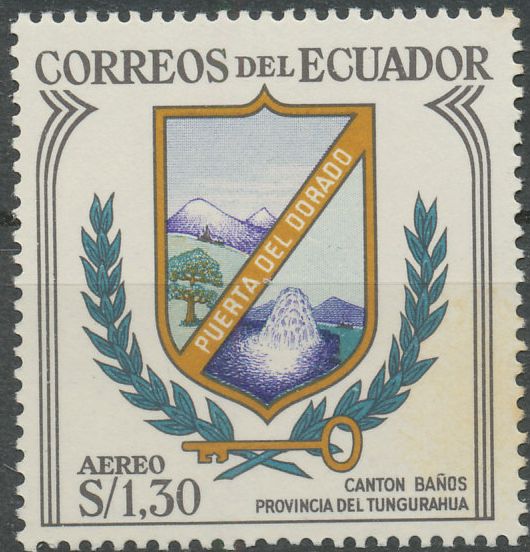 CORREOS DEL ECUADOR
PUERTA DEL DORADO
AEREO
S/1,30
CANTON BAÑOS
PROVINCIA DEL TUNGURAHUA